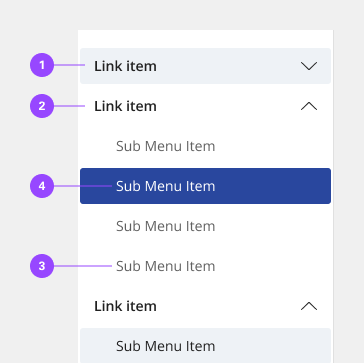 1 Link item
2 Link item
Sub Menu Item
4 Sub Menu Item
Sub Menu Item
3 Sub Menu Item
Link item
Sub Menu Item